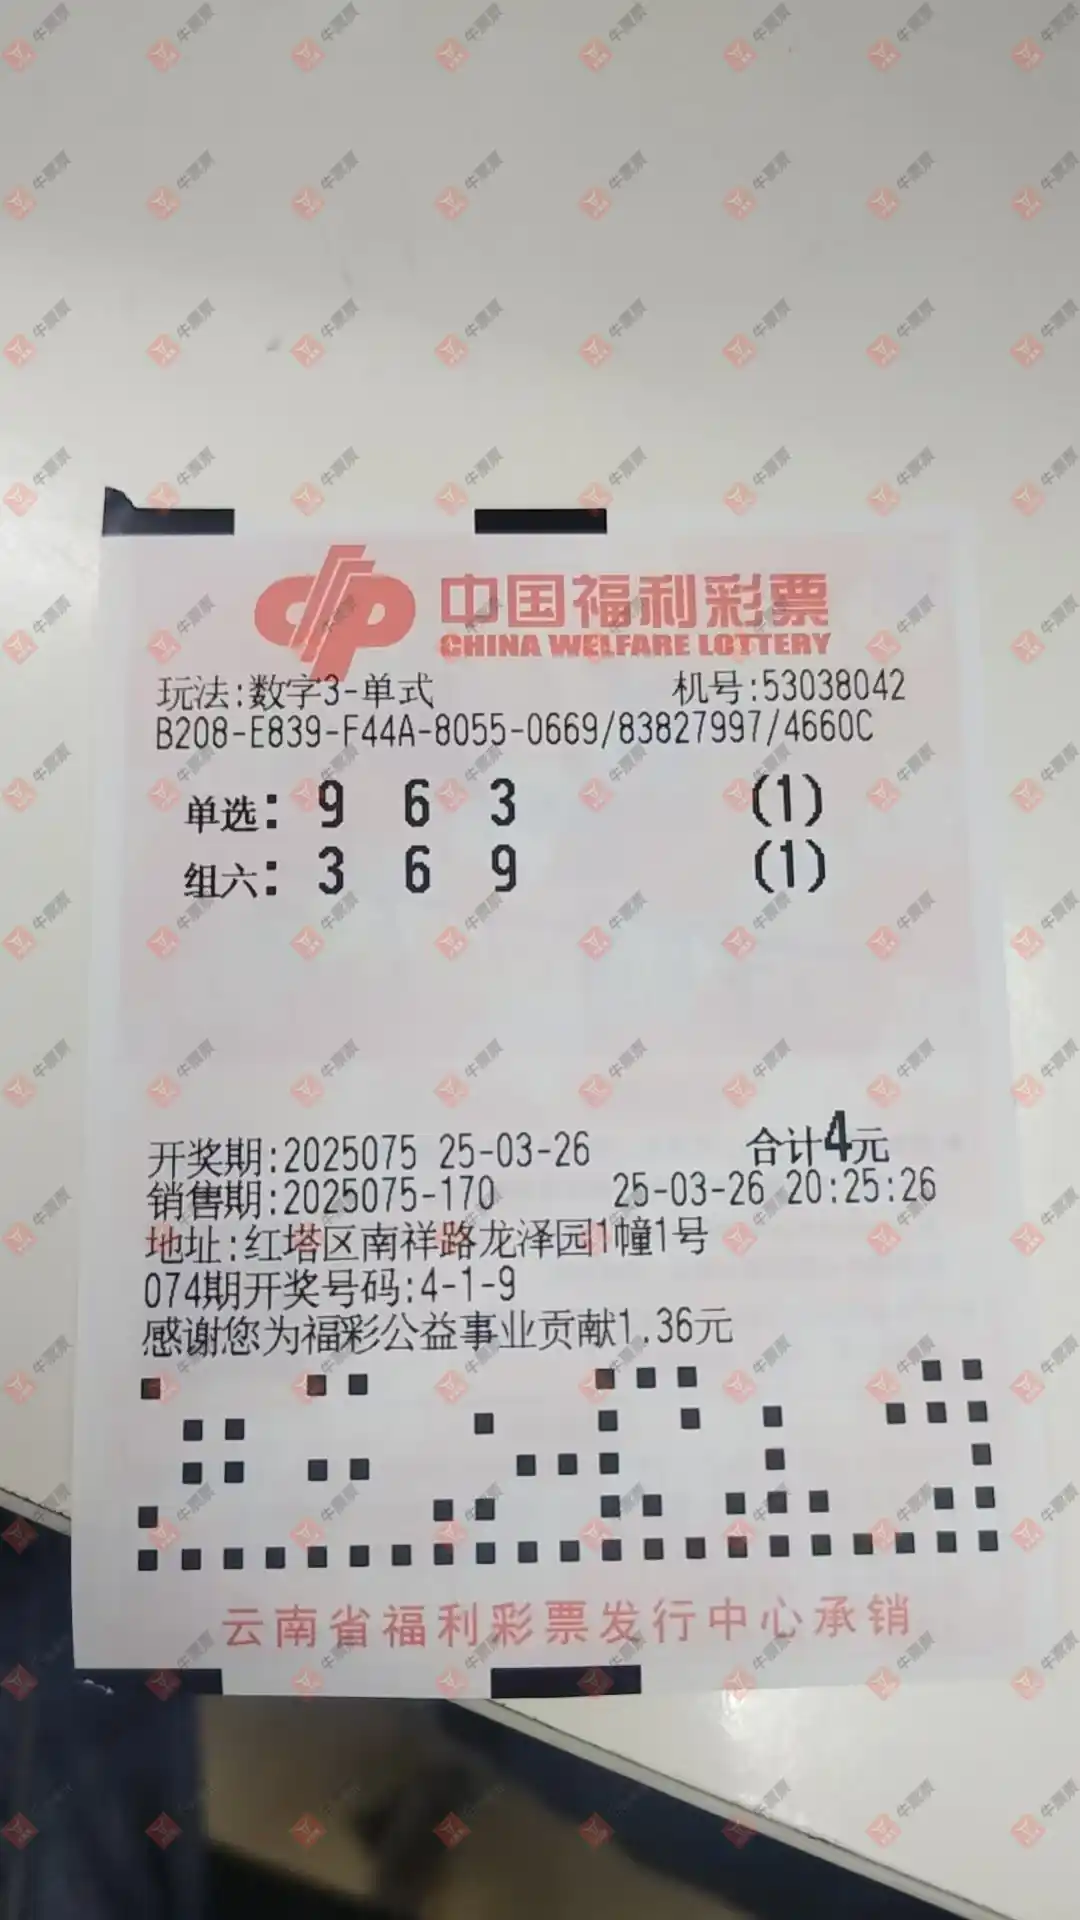 中国福利彩票
CHINA WELFARE LOTTERY
玩法:数字3-单式 机号:53038042
B208-E839-F44A-8055-0669/83827997/4660C
单选: 9 6 3 (1)
组六: 3 6 9 (1)
开奖期:2025075 25-03-26 合计4元
销售期:2025075-170 25-03-26 20:25:26
地址:红塔区南祥路龙泽园1幢1号
074期开奖号码:4-1-9
感谢您为福彩公益事业贡献1.36元
云南省福利彩票发行中心承销